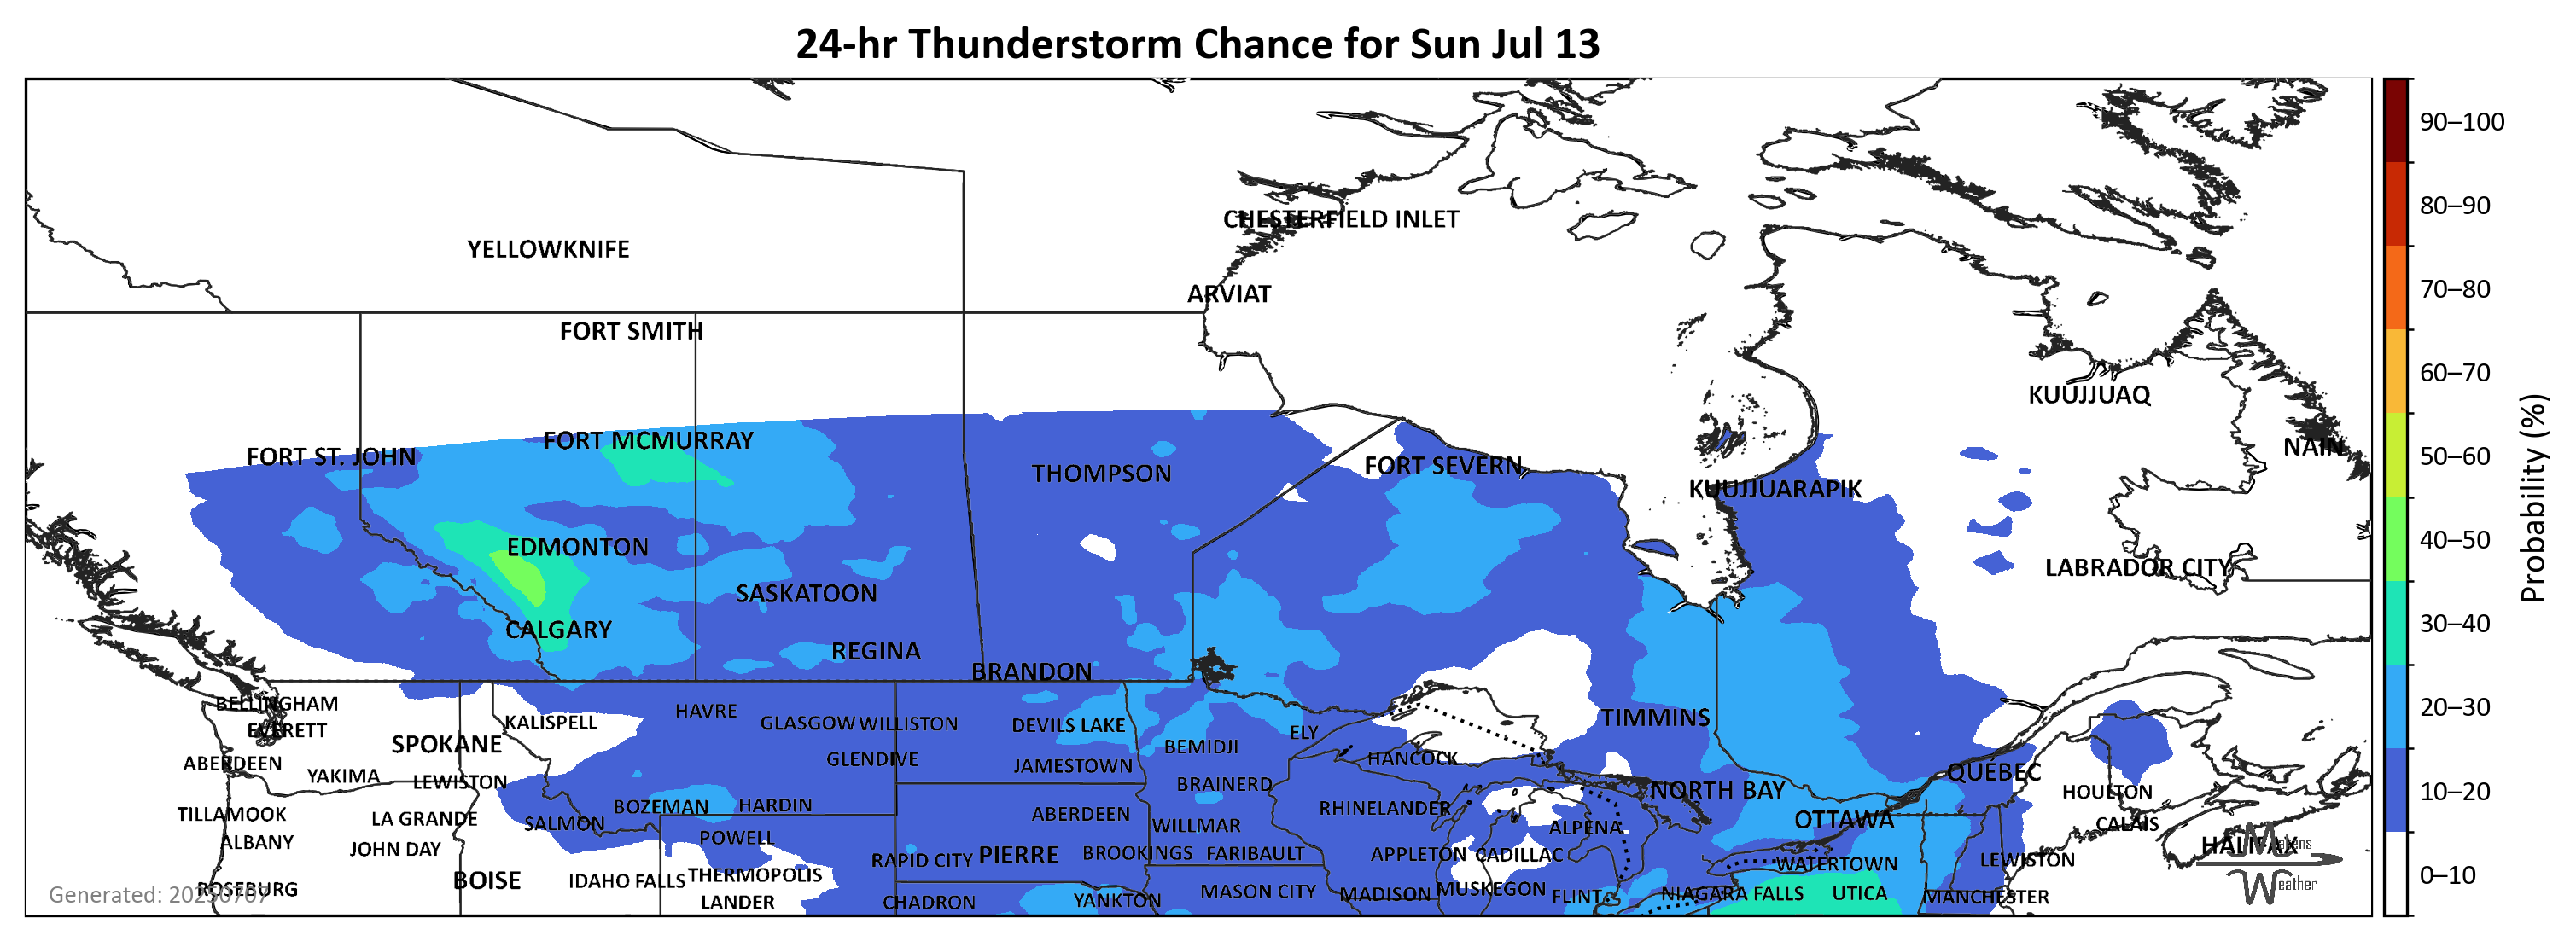 24-hr Thunderstorm Chance for Sun Jul 13
90–100
80–90
CHESTERFIELD INLET
YELLOWKNIFE
70–80
ARVIAT
FORT SMITH
60–70
KUUJJUAQ
FORT MCMURRAY
NAIN
50–60
FORT ST. JOHN
FORT SEVERN
THOMPSON
KUUJJUARAPIK
Probability (%)
40–50
EDMONTON
LABRADOR CITY
SASKATOON
30–40
CALGARY
REGINA
BRANDON
BELLINGHAM
20–30
HAVRE
TIMMINS
KALISPELL
GLASGOW
WILLISTON
DEVILS LAKE
EVERETT
ELY
SPOKANE
BEMIDJI
GLENDIVE
HANCOCK
ABERDEEN
JAMESTOWN
QUEBEC
YAKIMA
LEWISTON
BRAINERD
NORTH BAY
HOULTON
10–20
BOZEMAN
HARDIN
RHINELANDER
TILLAMOOK
ABERDEEN
LA GRANDE
OTTAWA
SALMON
CALAIS
WILLMAR
ALPENA
POWELL
ALBANY
HALIFAX
Makens
JOHN DAY
BROOKINGS
FARIBAULT
PIERRE
APPLETON
CADILLAC
RAPID CITY
LEWISTON
WATERTOWN
THERMOPOLIS
0–10
BOISE
IDAHO FALLS
Weather
ROSEBURG
MUSKEGON
MASON CITY
Generated: 20250707
MADISON
NIAGARA FALLS
UTICA
FLINT
MANCHESTER
YANKTON
LANDER
CHADRON